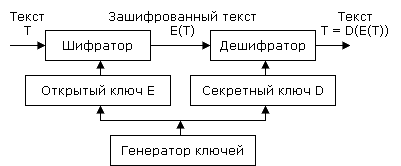 Текст
T
Зашифрованный текст
E(T)
Текст
T = D(E(T))
Шифратор
Дешифратор
Открытый ключ E
Секретный ключ D
Генератор ключей